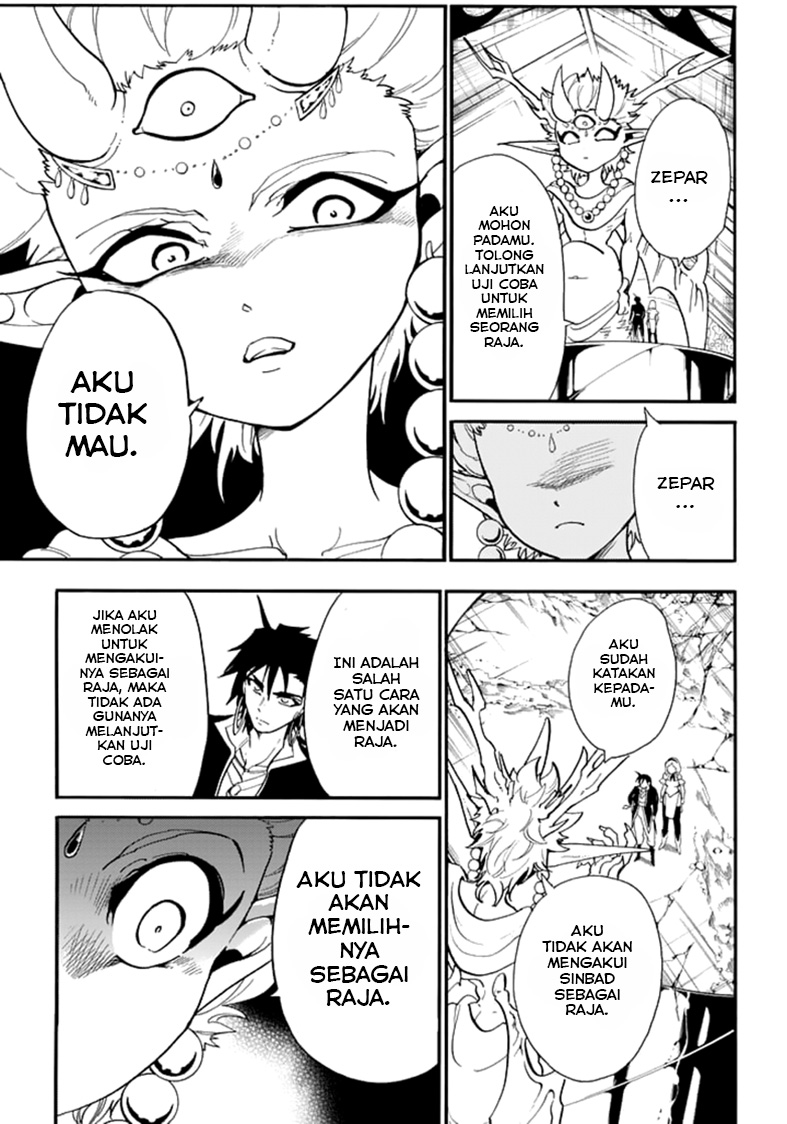 ZEPAR
...
AKU
MOHON
PADAMU.
TOLONG
LANJUTKAN
UJI COBA
UNTUK
MEMILIH
SEORANG
RAJA.
ZEPAR
...
AKU
TIDAK
MAU.
AKU
SUDAH
KATAKAN
KEPADA-
MU.
AKU
TIDAK AKAN
MENGAKUI
SINBAD
SEBAGAI
RAJA.
INI ADALAH
SALAH
SATU CARA
YANG AKAN
MENJADI
RAJA.
JIKA AKU
MENOLAK
UNTUK
MENGAKUI-
NYA SEBAGAI
RAJA, MAKA
TIDAK ADA
GUNANYA
MELANJUT-
KAN UJI
COBA.
AKU TIDAK
AKAN
MEMILIH-
NYA
SEBAGAI
RAJA.